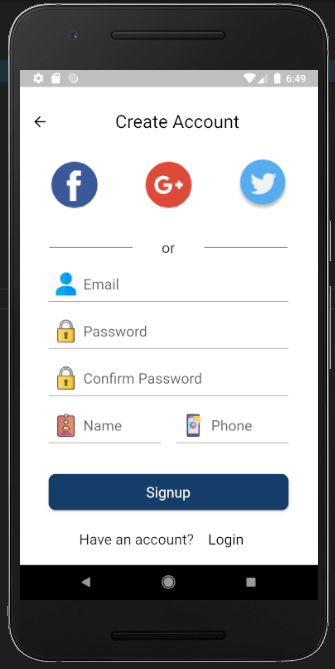 6:49
Create Account
f G+
or
Email
Password
Confirm Password
Name Phone
Signup
Have an account? Login